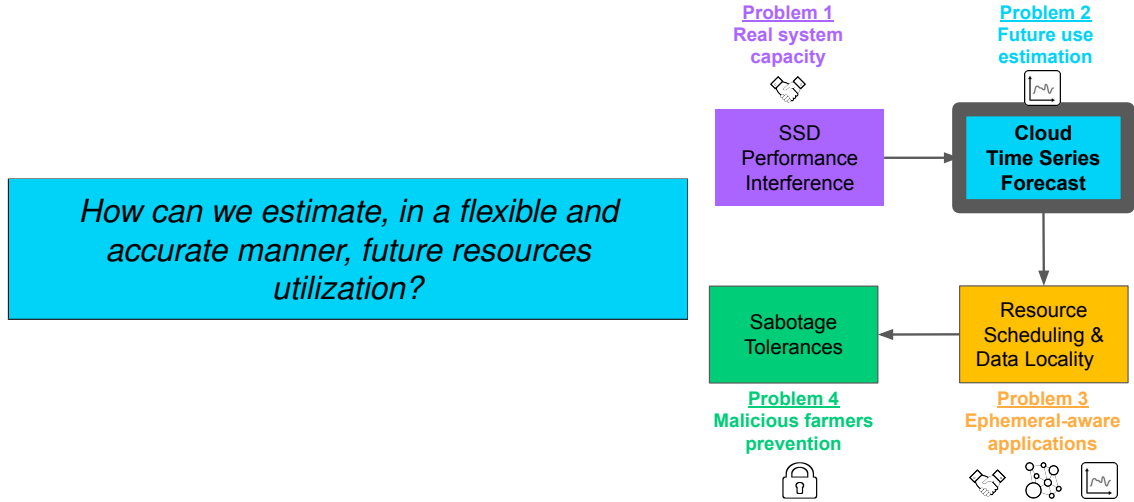 Problem 1
Real system
capacity
Problem 2
Future use
estimation
SSD
Performance
Interference
Cloud
Time Series
Forecast
How can we estimate, in a flexible and
accurate manner, future resources
utilization?
Sabotage
Tolerances
Resource
Scheduling &
Data Locality
Problem 4
Malicious farmers
prevention
Problem 3
Ephemeral-aware
applications